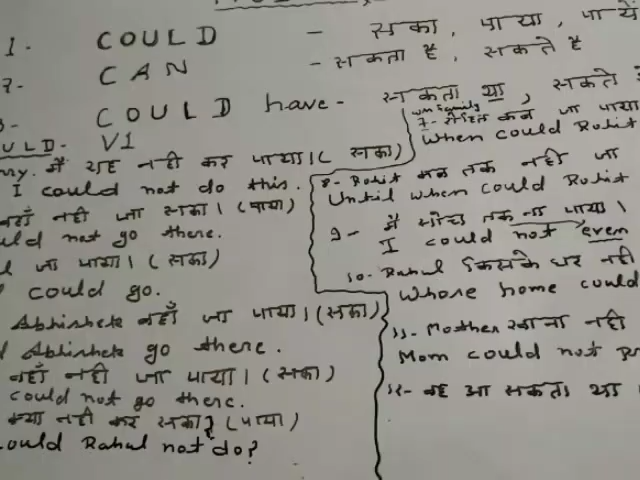 1. COULD - सका, पाया, पाये
2- CAN - सकता है, सकते है
3- COULD have - सकता था, सकते
ULD- V1
मैं यह नही कर पाया। (सका)
I could not do this.
वहाँ नही जा सका। (पाया)
uld not go there.
जा पाया। (सका)
could go.
Abhishek वहाँ जा पाया। (सका)
Abhishek go there.
वहाँ नही जा पाया। (सका)
could not go there.
क्या नही कर सका? (पाया)
ould Rahul not do?
7- रोहित कब जा पाया
When could Rohit
8- Rohit कब तक नही जा
Until when could Rohit
9- मैं सोच तक ना पाया।
I could not even
10- Rahul किसके घर नही
Whose home could
11- Mother खाना नही
Mom could not
12- वह आ सकता था।